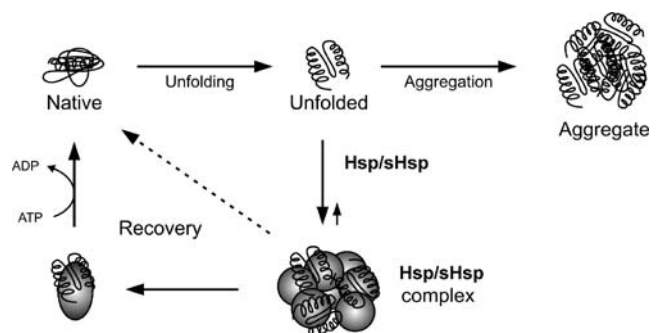 Native
Unfolding
Unfolded
Aggregation
Aggregate
Hsp/sHsp
ADP
ATP
Recovery
Hsp/sHsp
complex